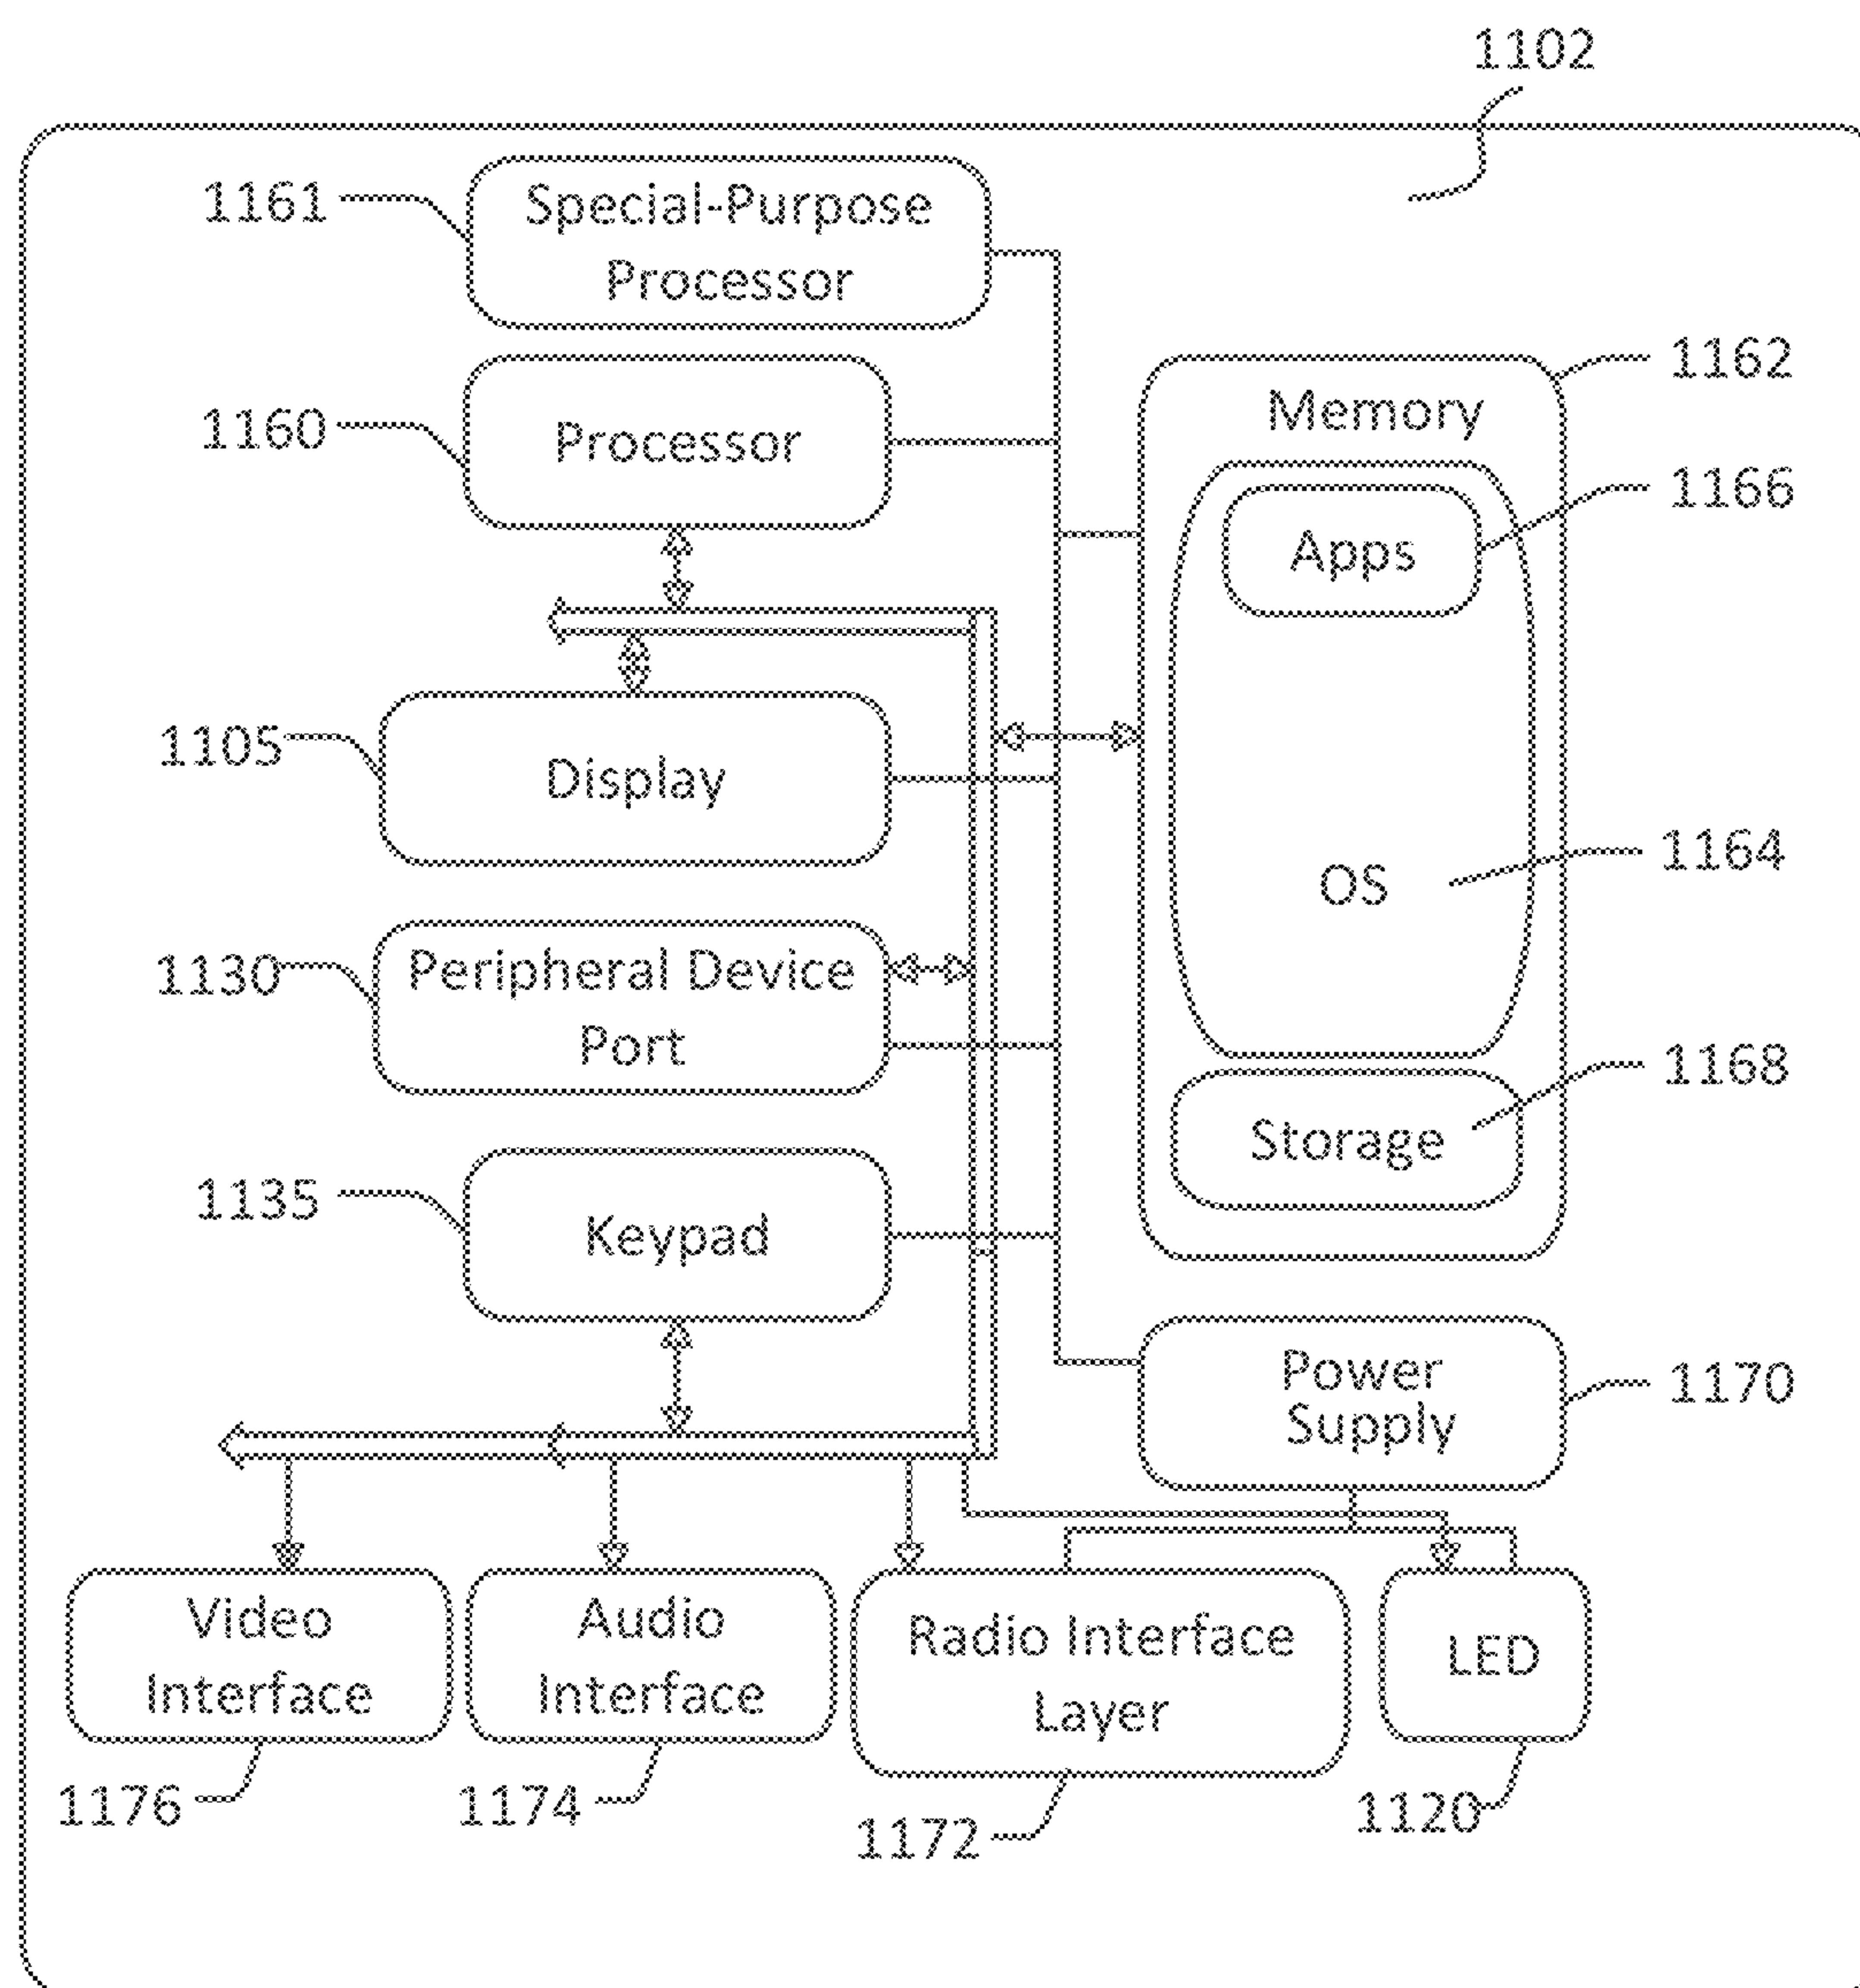 1102
1161
Special-Purpose
Processor
1162
Memory
1160
Processor
1166
Apps
1105
Display
1164
OS
1130
Peripheral Device
Port
1168
Storage
1135
Keypad
1170
Power
Supply
Video
Interface
Audio
Interface
Radio Interface
Layer
LED
1176
1174
1172
1120